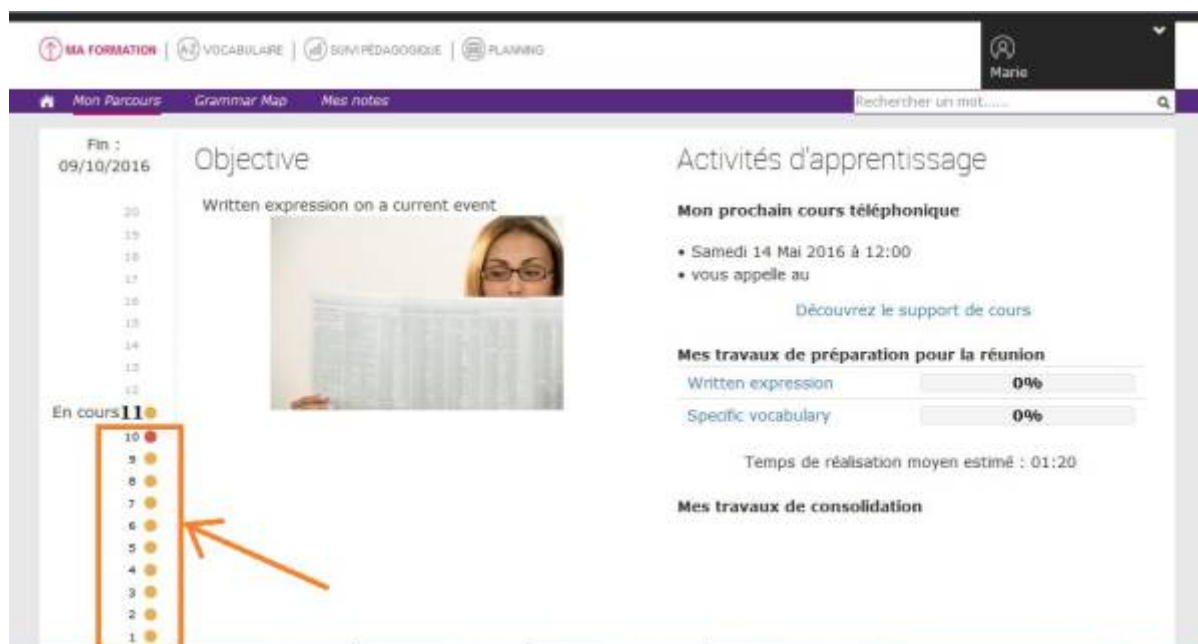 MA FORMATION | A-Z VOCABULAIRE | SUIVI PÉDAGOGIQUE | PLANNING
Marie
Mon Parcours Grammar Map Mes notes
Rechercher un mot......
Fin :
09/10/2016
20
19
18
17
16
15
14
13
12
En cours 11
10
9
8
7
6
5
4
3
2
1
Objective
Written expression on a current event
Activités d'apprentissage
Mon prochain cours téléphonique
• Samedi 14 Mai 2016 à 12:00
• vous appelle au
Découvrez le support de cours
Mes travaux de préparation pour la réunion
Written expression 0%
Specific vocabulary 0%
Temps de réalisation moyen estimé : 01:20
Mes travaux de consolidation